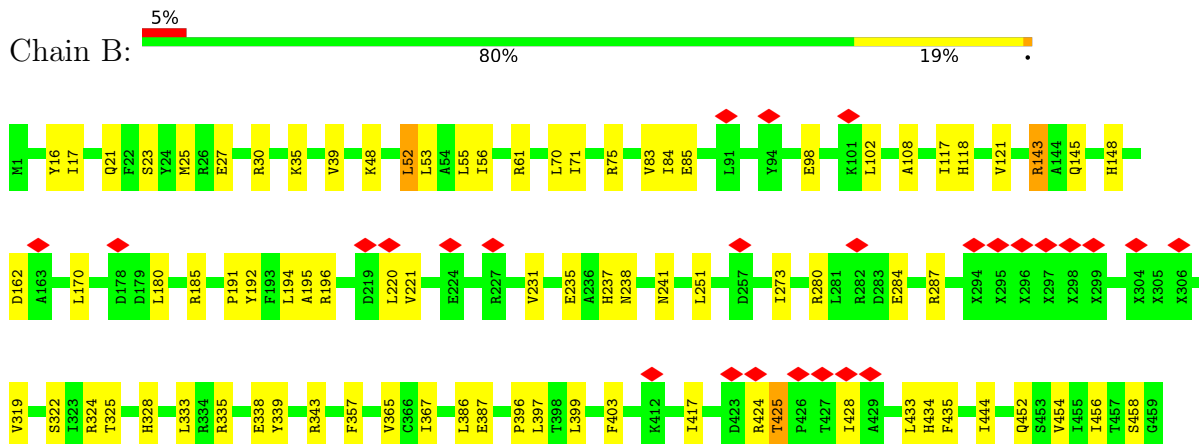 5%
Chain B:
80% 19% •
M1 Y16 I17 Q21 F22 S23 Y24 M25 R26 E27 R30 K35 V39 K48 L52 L53 A54 L55 I56 R61 L70 I71 R75 V83 I84 E85 L91 Y94 E98 K101 L102 A108 I117 H118 V121 R143 A144 Q145 H148
D162 A163 L170 D178 D179 L180 R185 P191 Y192 F193 L194 A195 R196 D219 L220 V221 E224 R227 V231 E235 A236 H237 N238 N241 L251 D257 I273 R280 L281 R282 D283 E284 R287 X294 X295 X296 X297 X298 X299 X304 X305 X306
V319 S322 I323 R324 T325 H328 L333 R334 R335 E338 Y339 R343 F357 V365 C366 I367 L386 E387 P396 L397 T398 L399 F403 K412 I417 D423 R424 T425 P426 T427 I428 A429 L433 H434 F435 I444 Q452 S453 V454 I455 I456 T457 S458 G459